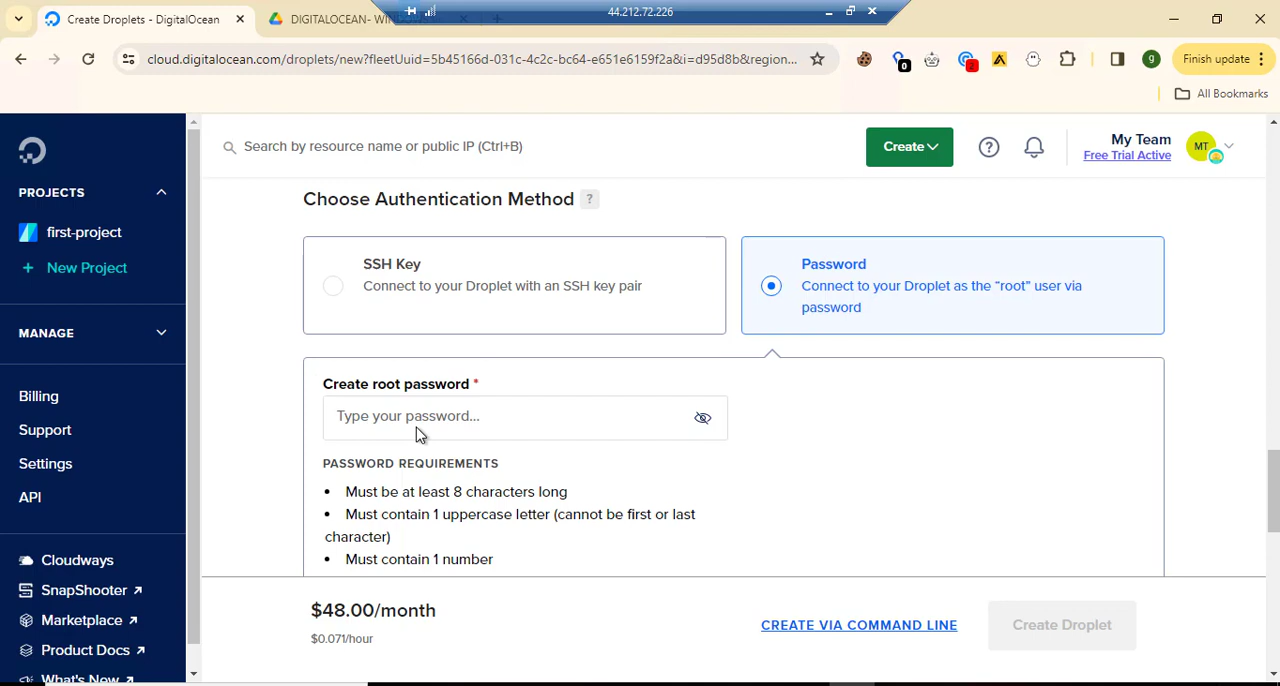 44.212.72.226
Create Droplets - DigitalOcean
DIGITALOCEAN- WIN
cloud.digitalocean.com/droplets/new?fleetUuid=5b45166d-031c-4c2c-bc64-e651e6159f2a&i=d95d8b&region...
0
2
g
Finish update
All Bookmarks
Search by resource name or public IP (Ctrl+B)
Create
?
My Team
Free Trial Active
MT
PROJECTS
first-project
+ New Project
MANAGE
Billing
Support
Settings
API
Cloudways
SnapShooter
Marketplace
Product Docs
What's New
Choose Authentication Method ?
SSH Key
Connect to your Droplet with an SSH key pair
Password
Connect to your Droplet as the “root” user via
password
Create root password *
Type your password...
PASSWORD REQUIREMENTS
• Must be at least 8 characters long
• Must contain 1 uppercase letter (cannot be first or last
character)
• Must contain 1 number
$48.00/month
$0.071/hour
CREATE VIA COMMAND LINE
Create Droplet